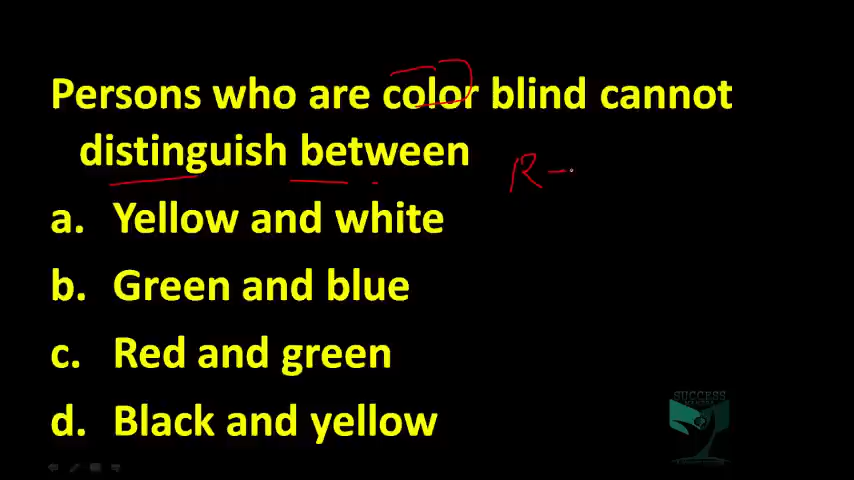 Persons who are color blind cannot
distinguish between
R-
a. Yellow and white
b. Green and blue
c. Red and green
d. Black and yellow
SUCCESS